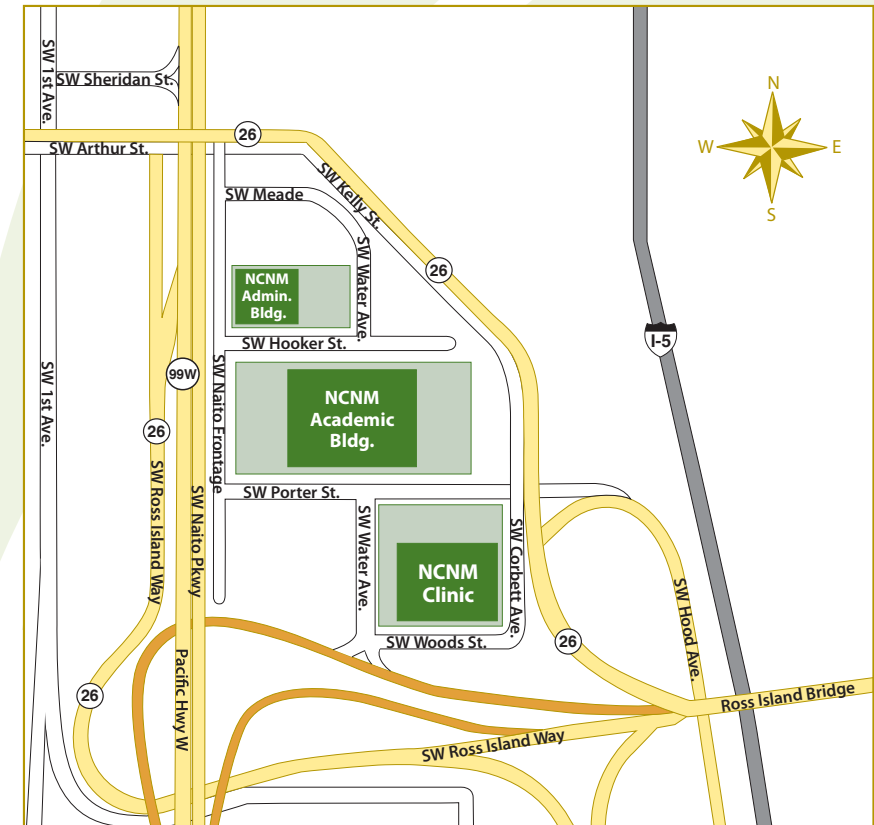 SW 1st Ave.
SW Sheridan St.
N
W
E
S
26
SW Arthur St.
SW Kelly St.
SW Meade
SW Water Ave.
26
NCNM
Admin.
Bldg.
SW Hooker St.
I-5
99W
SW 1st Ave.
SW Naito Frontage
NCNM
Academic
Bldg.
26
SW Ross Island Way
SW Naito Pkwy
SW Porter St.
SW Water Ave.
SW Corbett Ave.
NCNM
Clinic
SW Hood Ave.
SW Woods St.
26
Pacific Hwy W
26
Ross Island Bridge
SW Ross Island Way